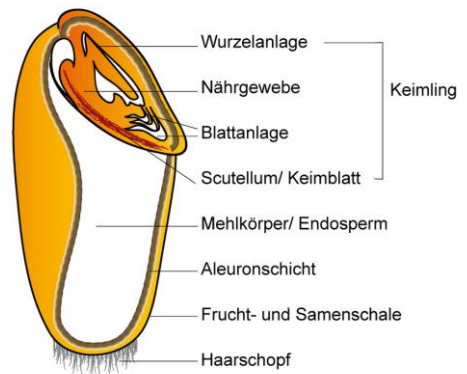 Wurzelanlage
Nährgewebe
Keimling
Blattanlage
Scutellum/ Keimblatt
Mehlkörper/ Endosperm
Aleuronschicht
Frucht- und Samenschale
Haarschopf